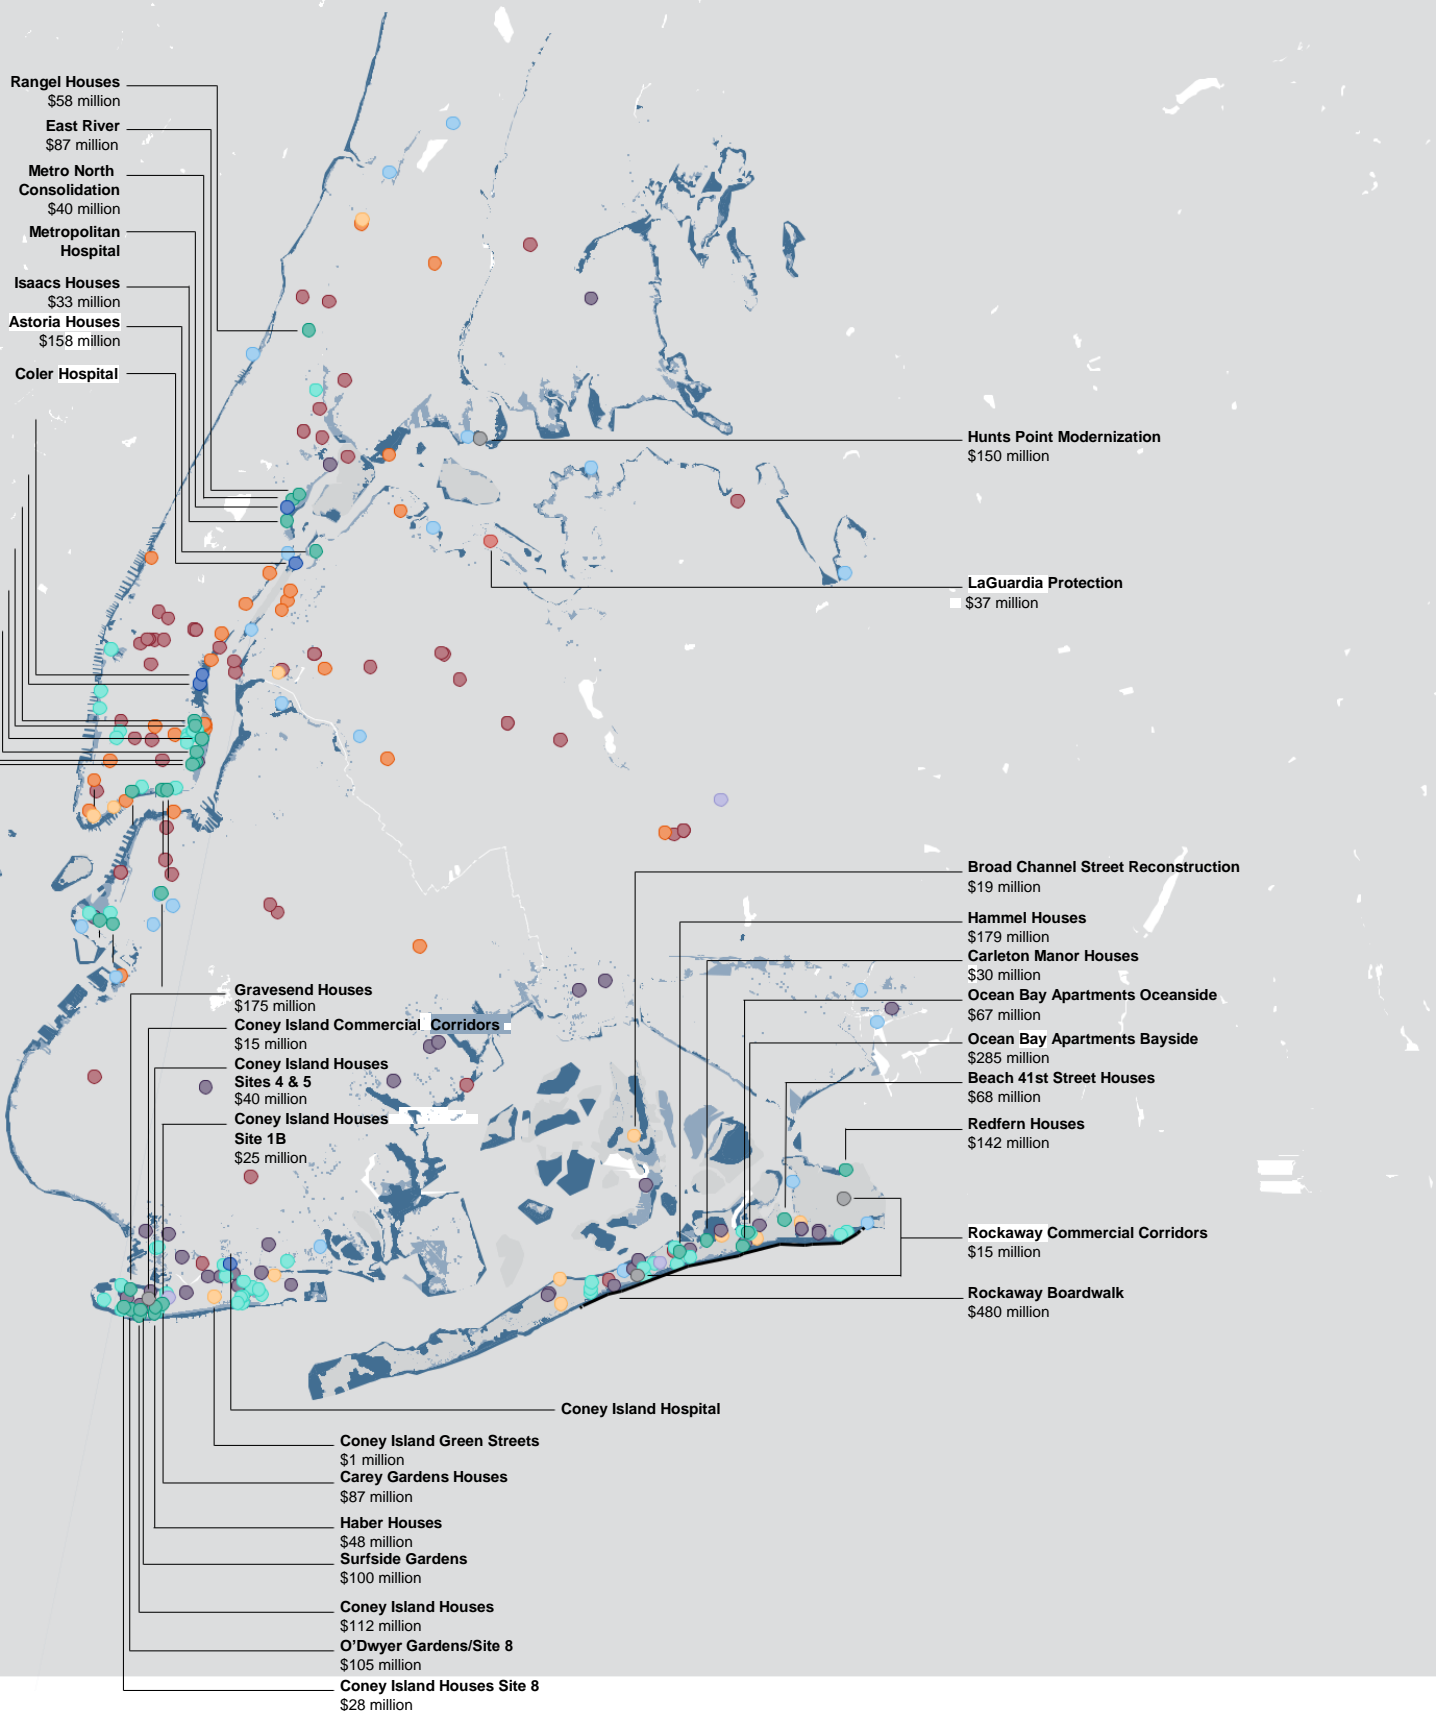 Rangel Houses
$58 million
East River
$87 million
Metro North
Consolidation
$40 million
Metropolitan
Hospital
Isaacs Houses
$33 million
Astoria Houses
$158 million
Coler Hospital
Hunts Point Modernization
$150 million
LaGuardia Protection
$37 million
Broad Channel Street Reconstruction
$19 million
Hammel Houses
$179 million
Carleton Manor Houses
$30 million
Ocean Bay Apartments Oceanside
$67 million
Ocean Bay Apartments Bayside
$285 million
Beach 41st Street Houses
$68 million
Redfern Houses
$142 million
Rockaway Commercial Corridors
$15 million
Rockaway Boardwalk
$480 million
Gravesend Houses
$175 million
Coney Island Commercial Corridors
$15 million
Coney Island Houses
Sites 4 & 5
$40 million
Coney Island Houses
Site 1B
$25 million
Coney Island Hospital
Coney Island Green Streets
$1 million
Carey Gardens Houses
$87 million
Haber Houses
$48 million
Surfside Gardens
$100 million
Coney Island Houses
$112 million
O’Dwyer Gardens/Site 8
$105 million
Coney Island Houses Site 8
$28 million